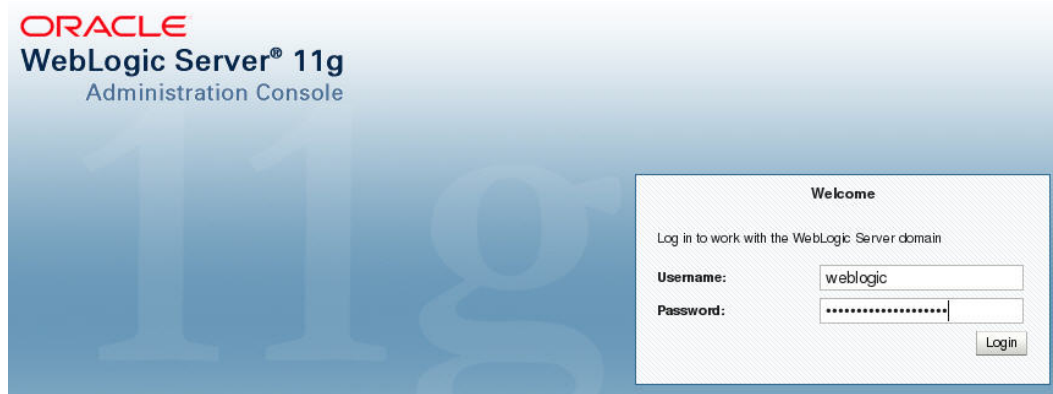 ORACLE
WebLogic Server® 11g
Administration Console
11g
Welcome
Log in to work with the WebLogic Server domain
Username: weblogic
Password: ••••••••••••••••••••
Login